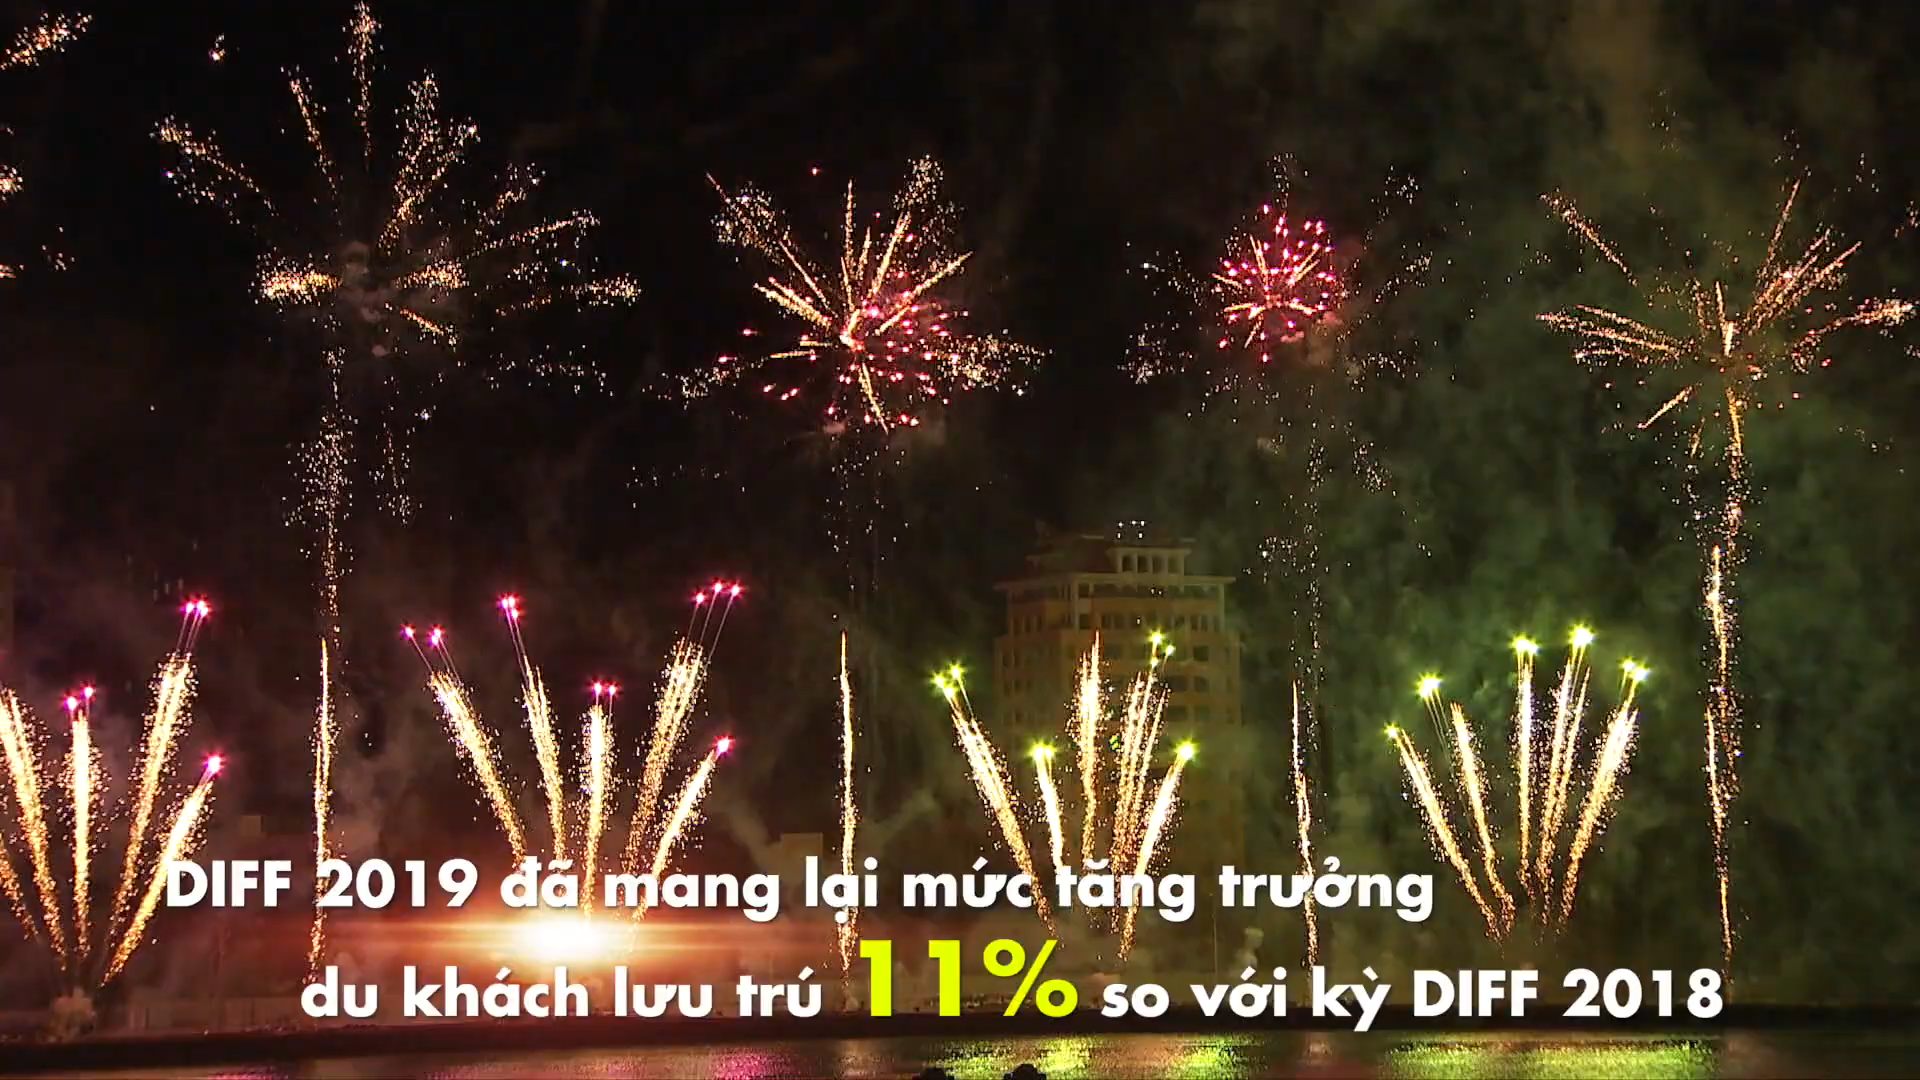 DIFF 2019 đã mang lại mức tăng trưởng
du khách lưu trú 11% so với kỳ DIFF 2018